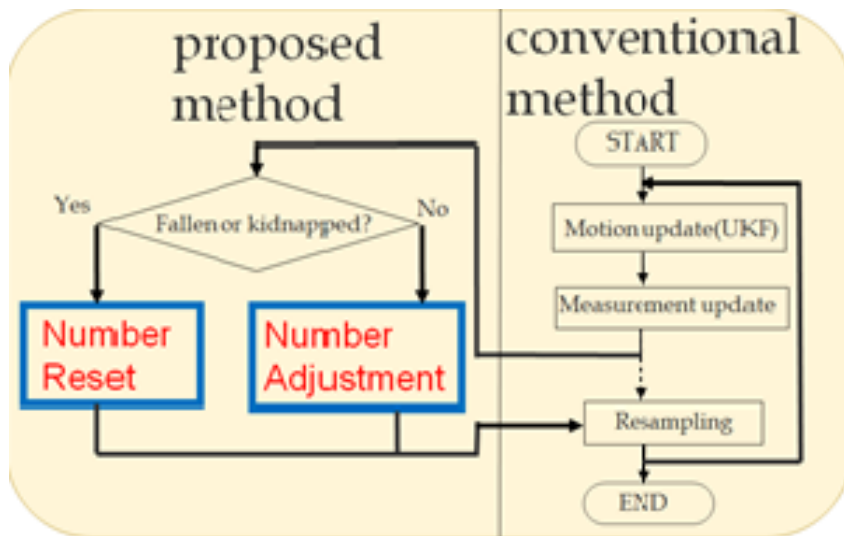 proposed
method
conventional
method
START
Yes
Fallen or kidnapped?
No
Motion update(UKF)
Measurement update
Number
Reset
Number
Adjustment
Resampling
END